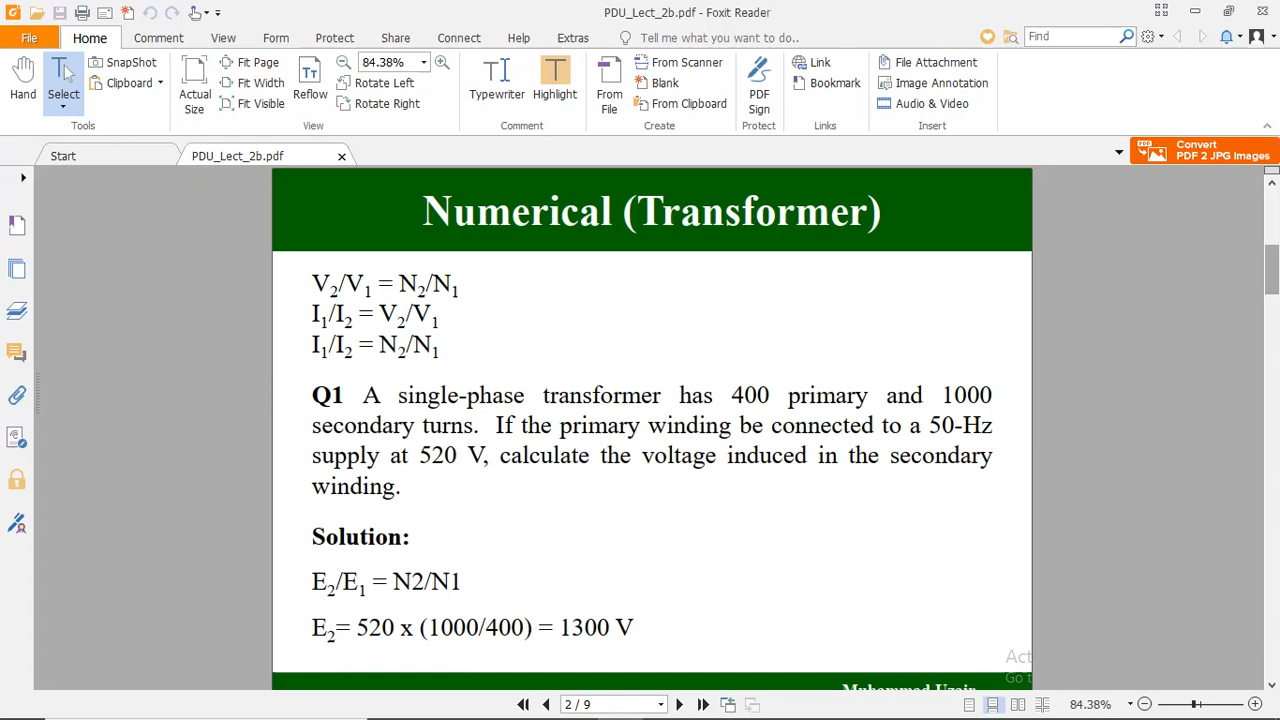 PDU_Lect_2b.pdf - Foxit Reader
File Home Comment View Form Protect Share Connect Help Extras Tell me what you want to do.. Find
Hand
Select
SnapShot
Clipboard
Tools
Actual Size
Fit Page
Fit Width
Fit Visible
Reflow
Rotate Left
Rotate Right
84.38%
View
Typewriter
Highlight
Comment
From File
From Scanner
Blank
From Clipboard
Create
PDF Sign
Protect
Link
Bookmark
Links
File Attachment
Image Annotation
Audio & Video
Insert
Start PDU_Lect_2b.pdf
Convert
PDF 2 JPG Images
Numerical (Transformer)
V₂/V₁ = N₂/N₁
I₁/I₂ = V₂/V₁
I₁/I₂ = N₂/N₁
Q1 A single-phase transformer has 400 primary and 1000
secondary turns. If the primary winding be connected to a 50-Hz
supply at 520 V, calculate the voltage induced in the secondary
winding.
Solution:
E₂/E₁ = N2/N1
E₂= 520 x (1000/400) = 1300 V
Act
Go t
Muhammad Uzair
2 / 9
84.38%